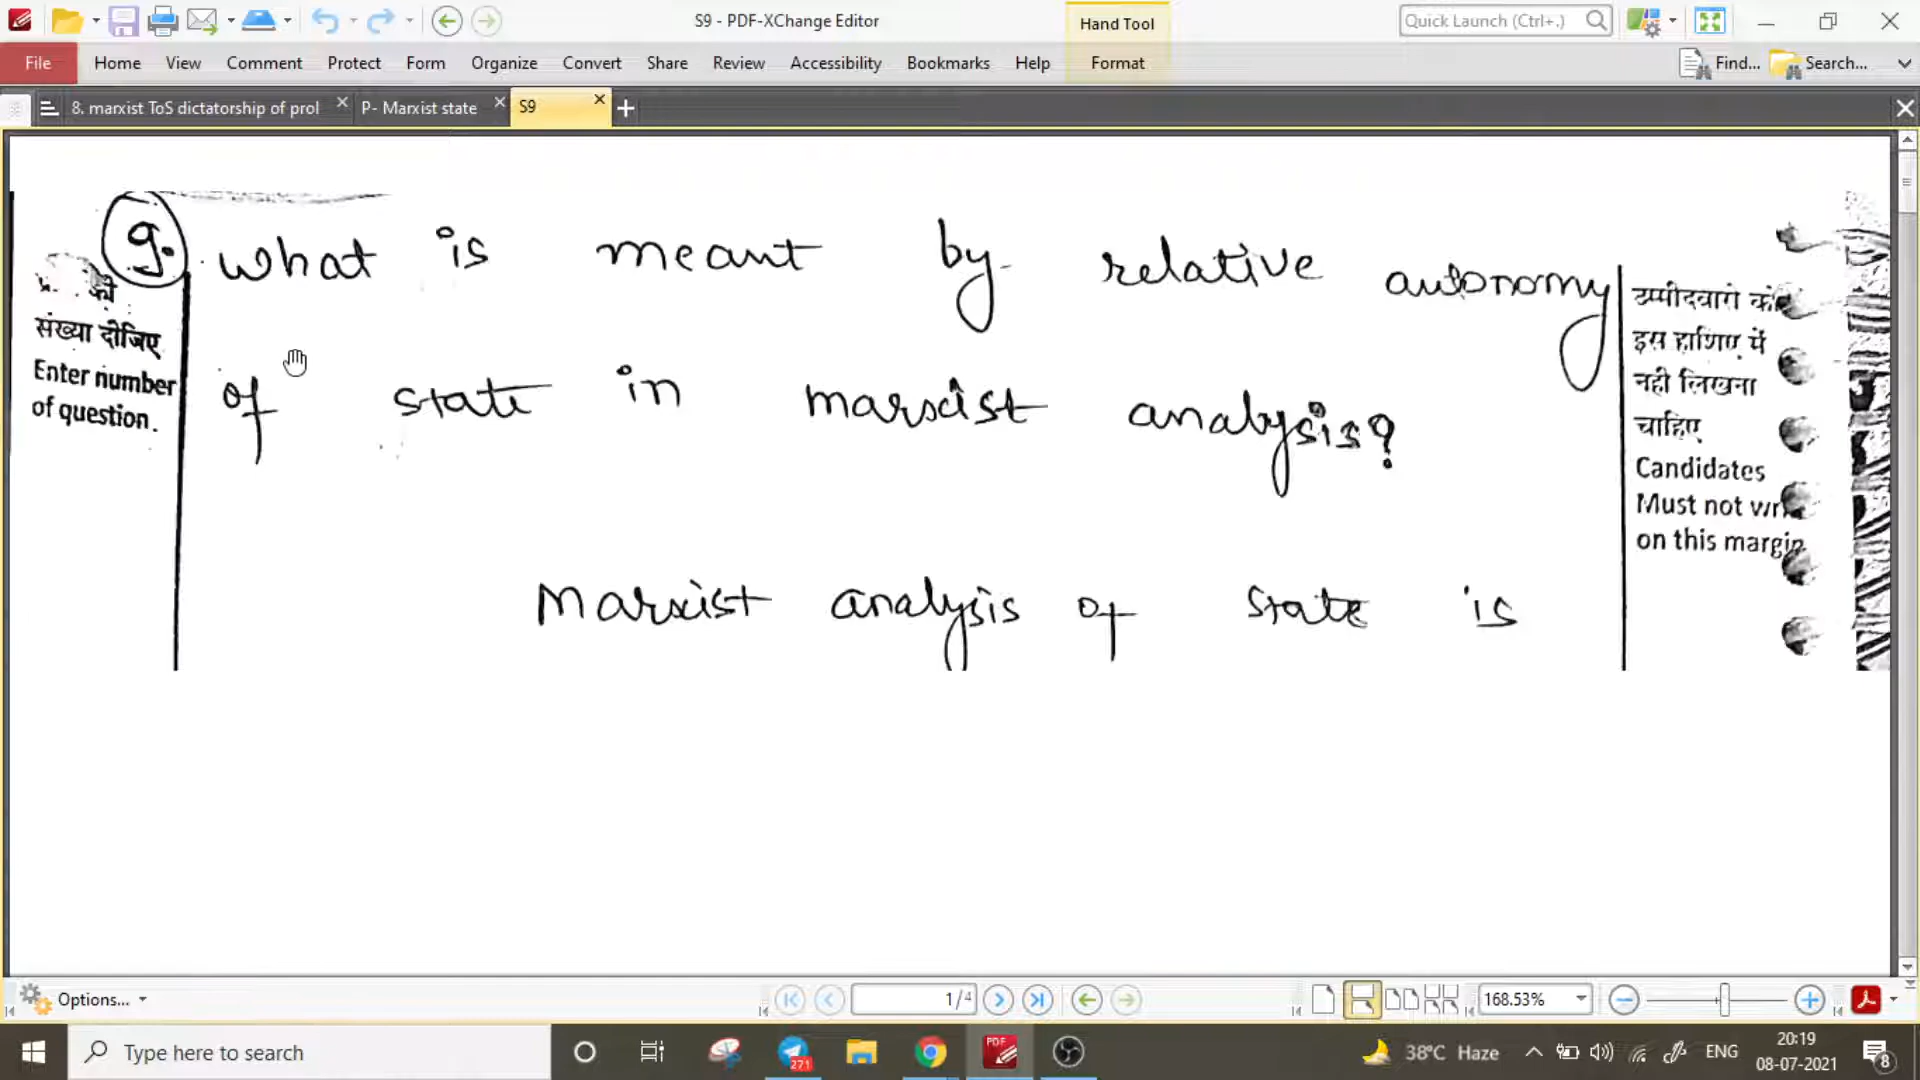 S9 - PDF-XChange Editor
Hand Tool
Quick Launch (Ctrl+.)
File Home View Comment Protect Form Organize Convert Share Review Accessibility Bookmarks Help Format Find... Search...
8. marxist ToS dictatorship of prol
P- Marxist state
S9
9. What is meant by relative autonomy
of state in marxist analysis?
Marxist analysis of state is
की
संख्या दीजिए
Enter number
of question.
उम्मीदवारों को
इस हाशिए में
नही लिखना
चाहिए
Candidates
Must not
on this margin
Options...
1/4
168.53%
Type here to search
271
PDF
38°C Haze
ENG
20:19
08-07-2021
8